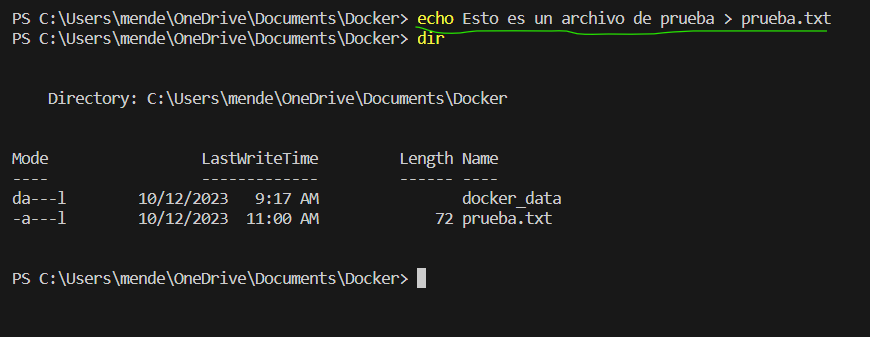 PS C:\Users\mende\OneDrive\Documents\Docker> echo Esto es un archivo de prueba > prueba.txt
PS C:\Users\mende\OneDrive\Documents\Docker> dir
Directory: C:\Users\mende\OneDrive\Documents\Docker
Mode LastWriteTime Length Name
---- ------------- ------ ----
da---l 10/12/2023 9:17 AM docker_data
-a---l 10/12/2023 11:00 AM 72 prueba.txt
PS C:\Users\mende\OneDrive\Documents\Docker>